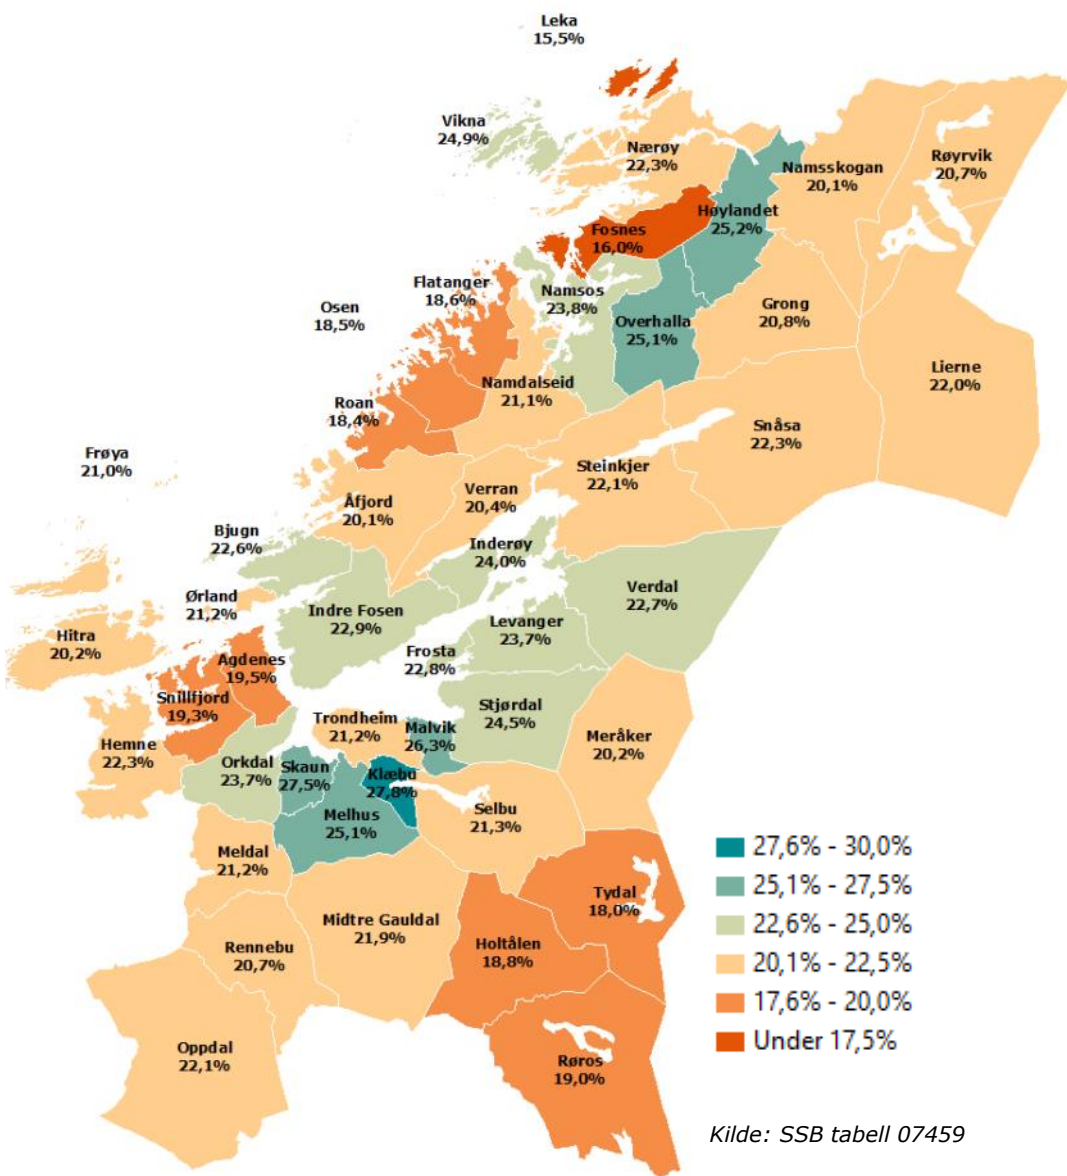 Leka
15,5%
Vikna
24,9%
Nærøy
22,3%
Namsskogan
20,1%
Røyrvik
20,7%
Høylandet
25,2%
Fosnes
16,0%
Flatanger
18,6%
Namsos
23,8%
Osen
18,5%
Grong
20,8%
Overhalla
25,1%
Lierne
22,0%
Namdalseid
21,1%
Roan
18,4%
Snåsa
22,3%
Frøya
21,0%
Steinkjer
22,1%
Verran
20,4%
Åfjord
20,1%
Bjugn
22,6%
Inderøy
24,0%
Verdal
22,7%
Ørland
21,2%
Indre Fosen
22,9%
Levanger
23,7%
Hitra
20,2%
Frosta
22,8%
Agdenes
19,5%
Snillfjord
19,3%
Stjørdal
24,5%
Trondheim
21,2%
Malvik
26,3%
Meråker
20,2%
Hemne
22,3%
Orkdal
23,7%
Skaun
27,5%
Klæbu
27,8%
Selbu
21,3%
Melhus
25,1%
Meldal
21,2%
Tydal
18,0%
Midtre Gauldal
21,9%
Holtålen
18,8%
Rennebu
20,7%
Oppdal
22,1%
Røros
19,0%
27,6% - 30,0%
25,1% - 27,5%
22,6% - 25,0%
20,1% - 22,5%
17,6% - 20,0%
Under 17,5%
Kilde: SSB tabell 07459